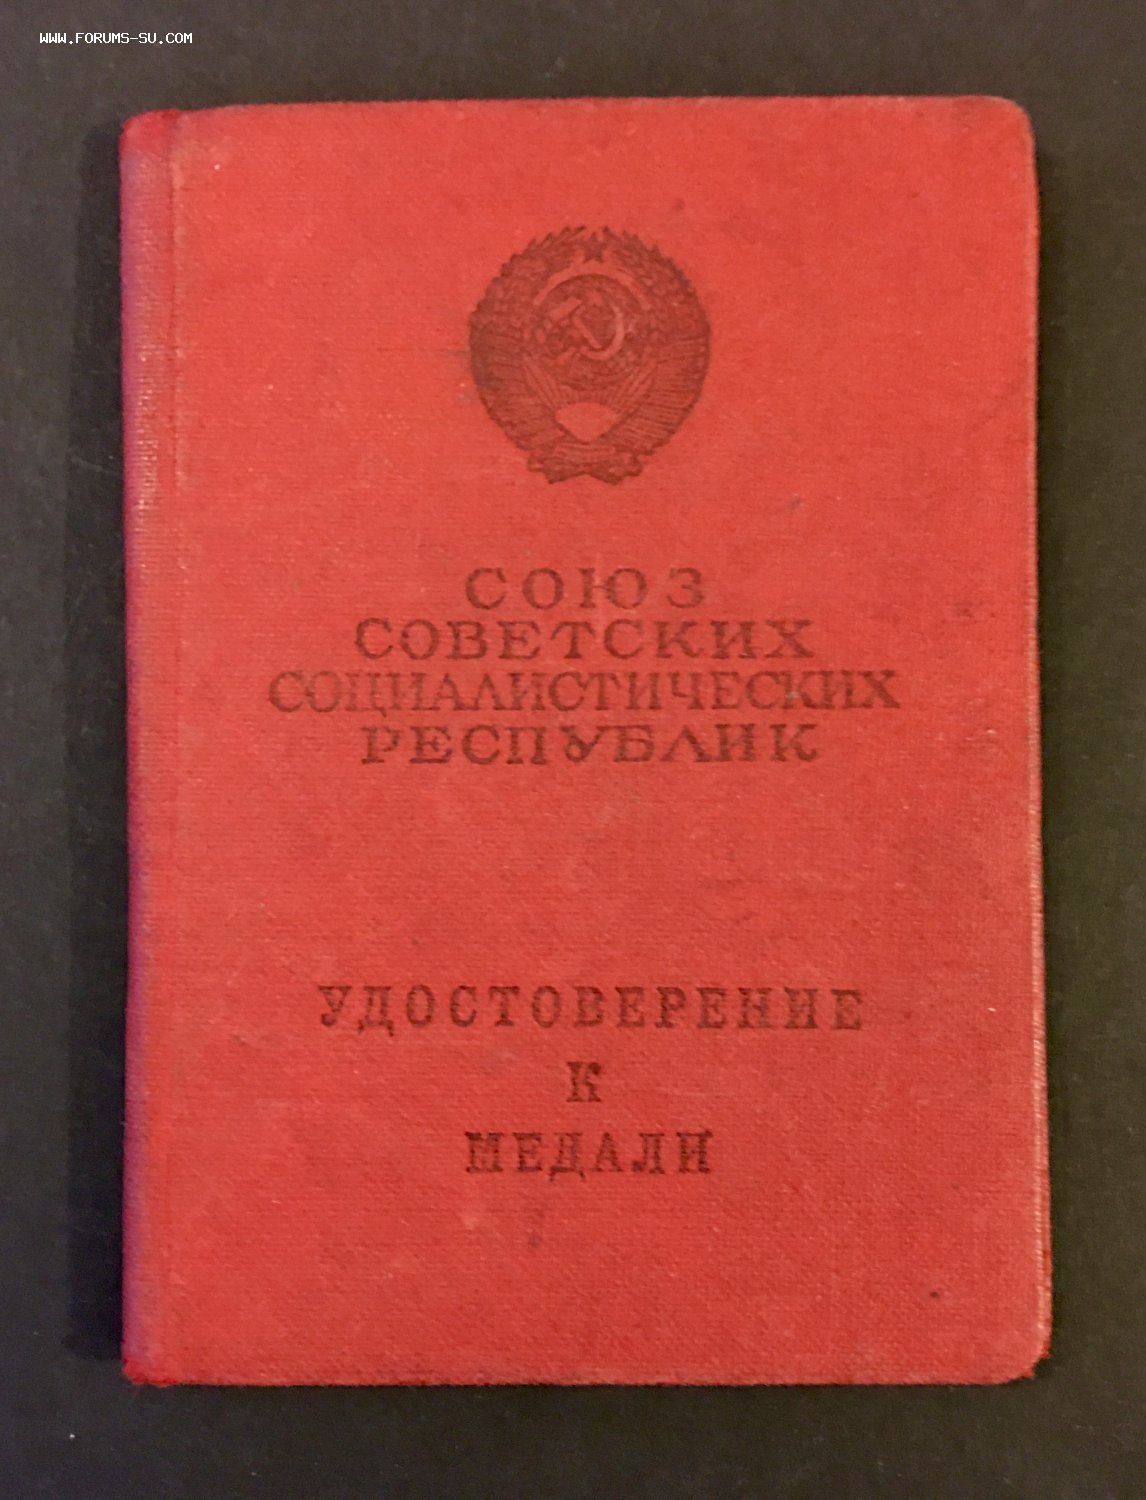 WWW.FORUMS-SU.COM
СОЮЗ
СОВЕТСКИХ
СОЦИАЛИСТИЧЕСКИХ
РЕСПУБЛИК
УДОСТОВЕРЕНИЕ
К
МЕДАЛИ